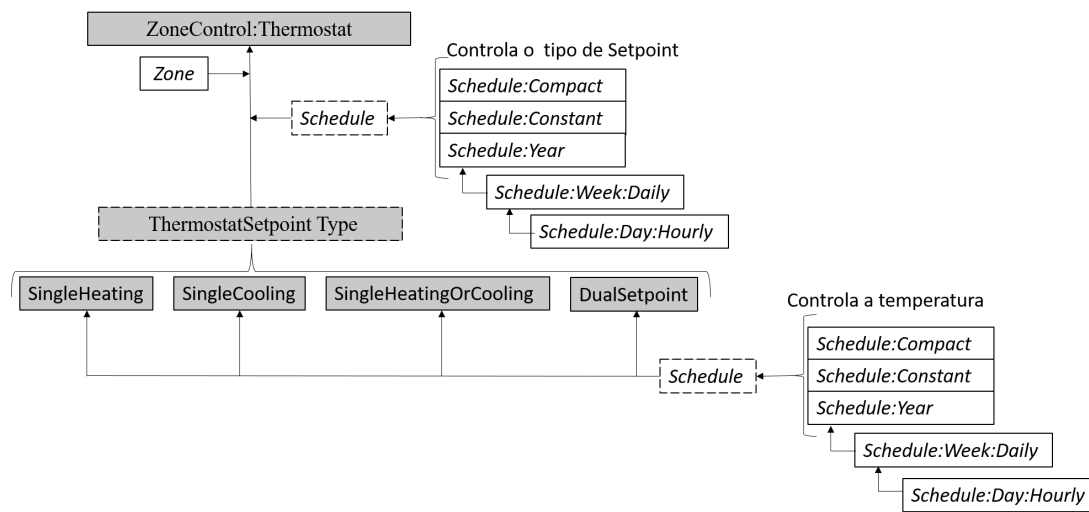 ZoneControl:Thermostat
Controla o tipo de Setpoint
Zone
Schedule:Compact
Schedule
Schedule:Constant
Schedule:Year
Schedule:Week:Daily
ThermostatSetpoint Type
Schedule:Day:Hourly
SingleHeating
SingleCooling
SingleHeatingOrCooling
DualSetpoint
Controla a temperatura
Schedule:Compact
Schedule
Schedule:Constant
Schedule:Year
Schedule:Week:Daily
Schedule:Day:Hourly